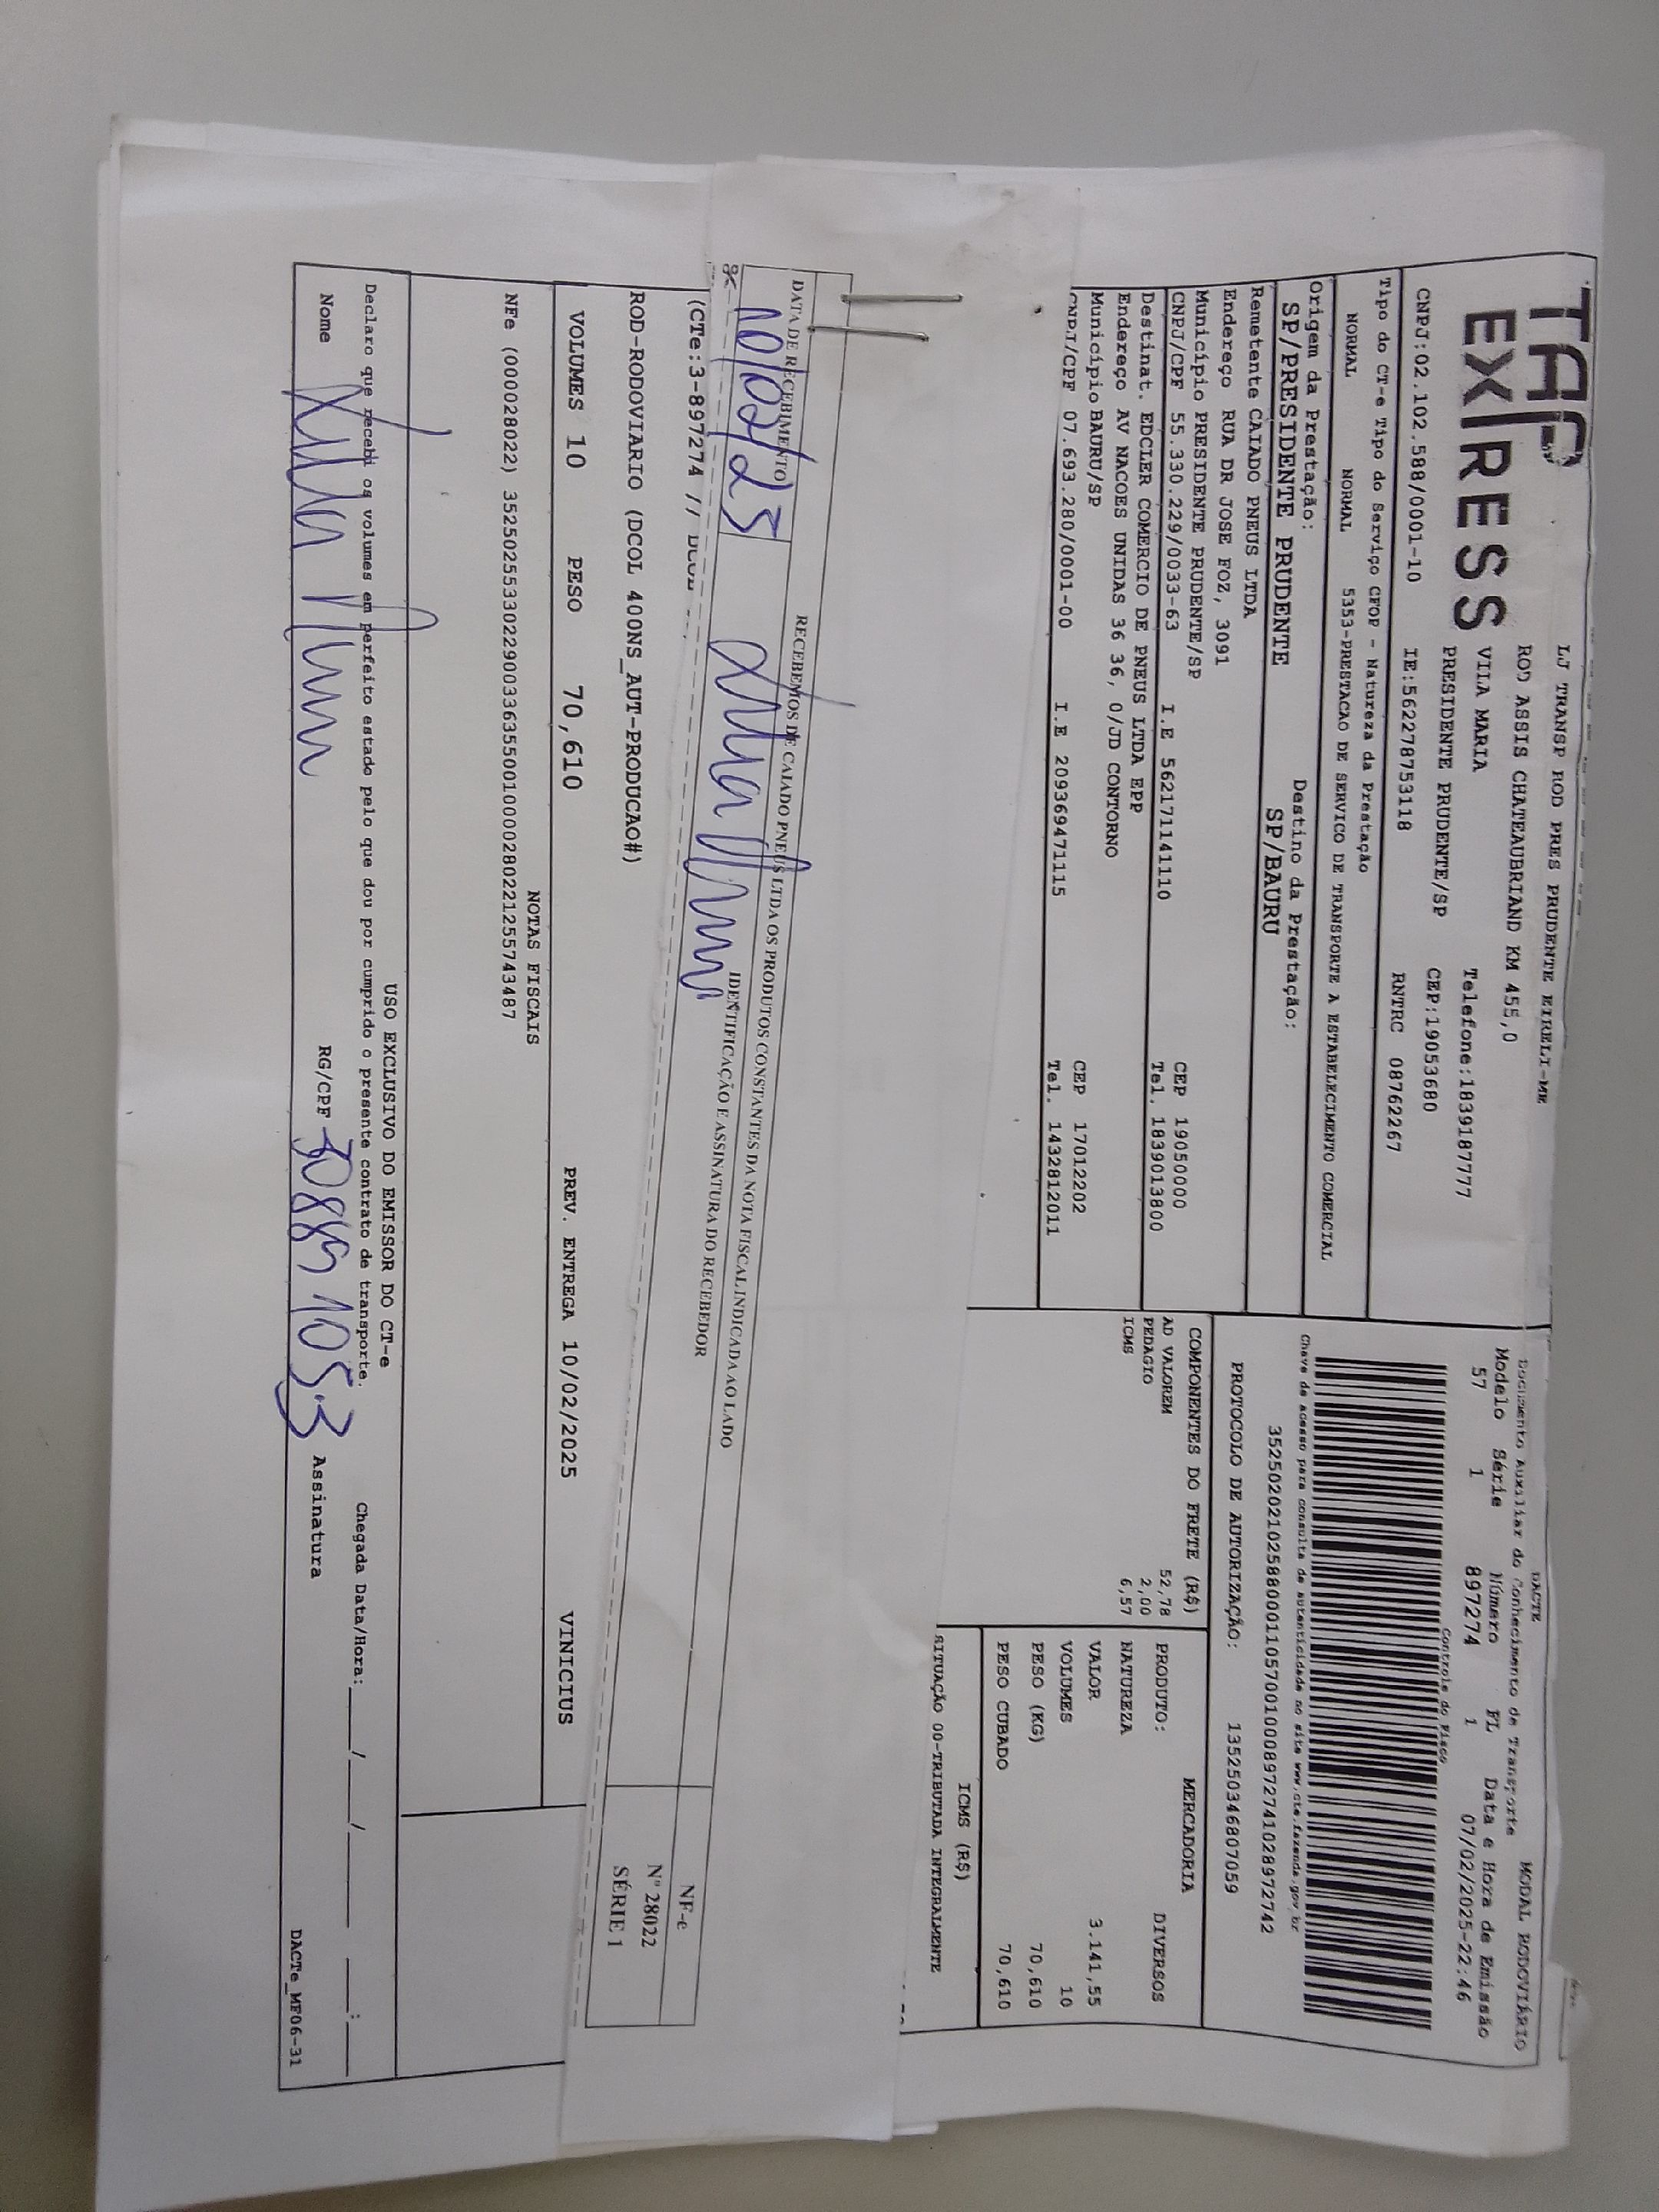 TAP
EXPRESS
LJ TRANSP ROD PRES PRUDENTE EIRELI-ME
ROD ASSIS CHATEAUBRIAND KM 455,0
VILA MARIA Telefone:1839187777
PRESIDENTE PRUDENTE/SP CEP:19053680
CNPJ:02.102.588/0001-10 IE:562278753118 RNTRC 08762267
DACTE
Documento Auxiliar do Conhecimento de Transporte MODAL RODOVIÁRIO
Modelo Série Número FL Data e Hora de Emissão
57 1 897274 1 07/02/2025-22:46
Controle do Fisco
Chave de acesso para consulta de autenticidade no site www.cte.fazenda.gov.br
35250202102588000110570010008972741028972742
PROTOCOLO DE AUTORIZAÇÃO: 135250346807059
Tipo do CT-e Tipo do Serviço CFOP - Natureza da Prestação
NORMAL NORMAL 5353-PRESTACAO DE SERVICO DE TRANSPORTE A ESTABELECIMENTO COMERCIAL
Origem da Prestação: Destino da Prestação:
SP/PRESIDENTE PRUDENTE SP/BAURU
Remetente CAIADO PNEUS LTDA
Endereço RUA DR JOSE FOZ, 3091
Município PRESIDENTE PRUDENTE/SP CEP 19050000
CNPJ/CPF 55.330.229/0033-63 I.E 562171141110 Tel. 1839013800
Destinat. EDCLER COMERCIO DE PNEUS LTDA EPP
Endereço AV NACOES UNIDAS 36 36, 0/JD CONTORNO
Município BAURU/SP CEP 17012202
CNPJ/CPF 07.693.280/0001-00 I.E 209369471115 Tel. 1432812011
COMPONENTES DO FRETE (R$)
AD VALOREM 52,78
PEDAGIO 2,00
ICMS 6,57
MERCADORIA
PRODUTO: DIVERSOS
NATUREZA
VALOR 3.141,55
VOLUMES 10
PESO (KG) 70,610
PESO CUBADO 70,610
ICMS (R$)
SITUAÇÃO 00-TRIBUTADA INTEGRALMENTE
RECEBEMOS DE CAIADO PNEUS LTDA OS PRODUTOS CONSTANTES DA NOTA FISCAL INDICADA AO LADO
DATA DE RECEBIMENTO IDENTIFICAÇÃO E ASSINATURA DO RECEBEDOR
10/02/25
NF-e
Nº 28022
SÉRIE 1
(CTe:3-897274 //
ROD-RODOVIARIO (DCOL 400NS_AUT-PRODUCAO#)
VOLUMES 10 PESO 70,610 PREV. ENTREGA 10/02/2025 VINICIUS
NOTAS FISCAIS
NFe (000028022) 35250255330229003363550010000280221255743487
USO EXCLUSIVO DO EMISSOR DO CT-e
Declaro que recebi os volumes em perfeito estado pelo que dou por cumprido o presente contrato de transporte. Chegada Data/Hora:___/___/_____ ___:___
Nome RG/CPF Assinatura
DACTe_MF06-31